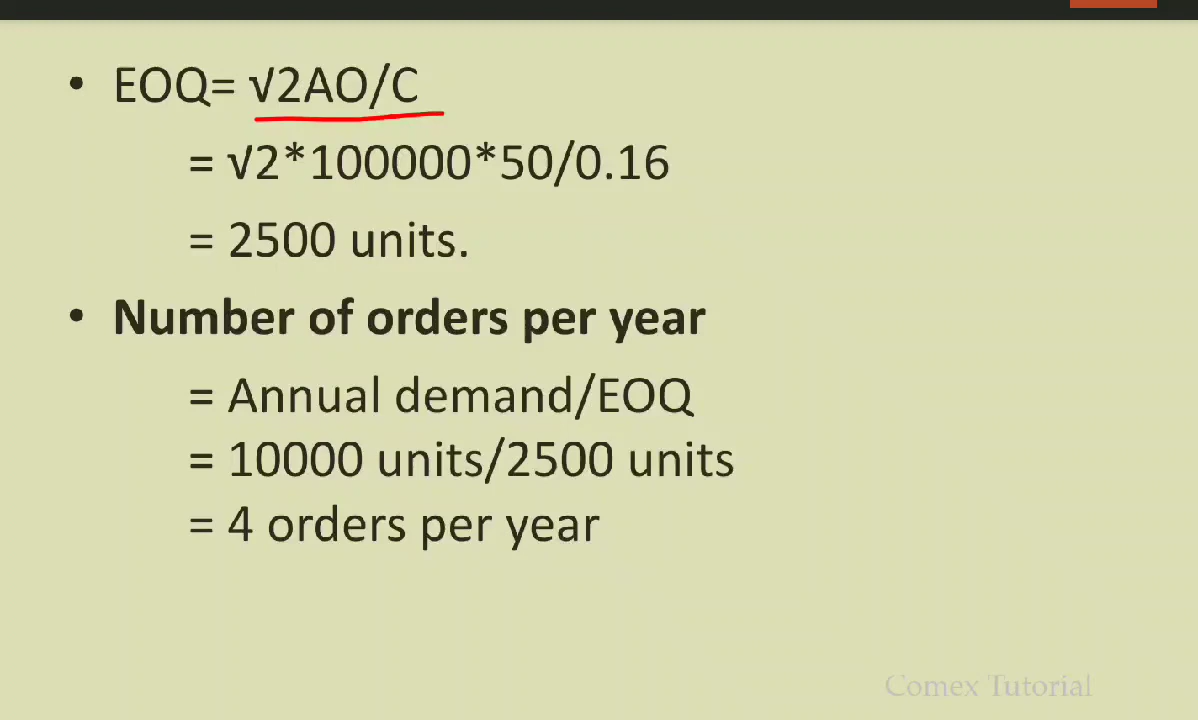 • EOQ= √2AO/C
= √2*100000*50/0.16
= 2500 units.
• Number of orders per year
= Annual demand/EOQ
= 10000 units/2500 units
= 4 orders per year
Comex Tutorial